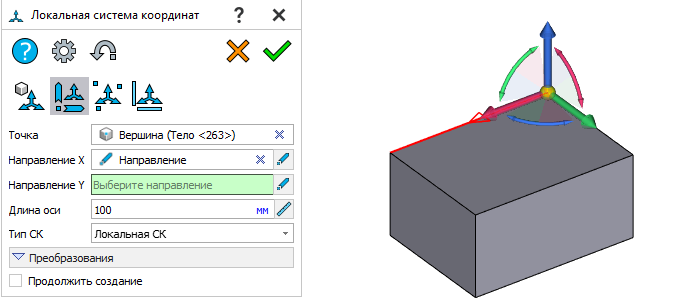 Локальная система координат ?
?
Точка Вершина (Тело <263>)
Направление X Направление
Направление Y Выберите направление
Длина оси 100 мм
Тип СК Локальная СК
Преобразования
Продолжить создание